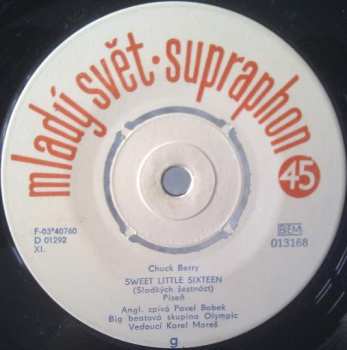 mladý svět · supraphon
45
F-03*40760
D 01292
XI.
BIEM
013168
Chuck Berry
SWEET LITTLE SIXTEEN
(Sladkých šestnáct)
Píseň
Angl. zpívá Pavel Bobek
Big beatová skupina Olympic
Vedoucí Karel Mareš
g